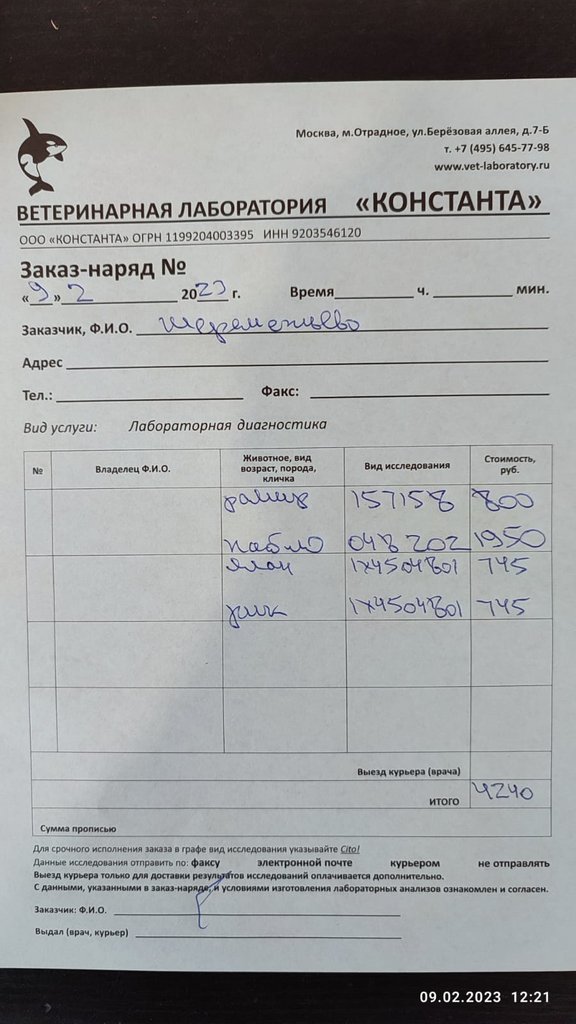 Москва, м.Отрадное, ул.Берёзовая аллея, д.7-Б
т. +7 (495) 645-77-98
www.vet-laboratory.ru
ВЕТЕРИНАРНАЯ ЛАБОРАТОРИЯ «КОНСТАНТА»
ООО «КОНСТАНТА» ОГРН 1199204003395 ИНН 9203546120
Заказ-наряд №
«9» 2 2023 г. Время ч. мин.
Заказчик, Ф.И.О. Шереметьево
Адрес
Тел.: Факс:
Вид услуги: Лабораторная диагностика
№ Владелец Ф.И.О. Животное, вид возраст, порода, кличка Вид исследования Стоимость, руб.
157158 800
Пабло 048 202 1950
1х4504801 745
рик 1х4504801 745
Выезд курьера (врача)
ИТОГО 4240
Сумма прописью
Для срочного исполнения заказа в графе вид исследования указывайте Cito!
Данные исследования отправить по: факсу электронной почте курьером не отправлять
Выезд курьера только для доставки результатов исследований оплачивается дополнительно.
С данными, указанными в заказ-наряде, и условиями изготовления лабораторных анализов ознакомлен и согласен.
Заказчик: Ф.И.О.
Выдал (врач, курьер)
09.02.2023 12:21